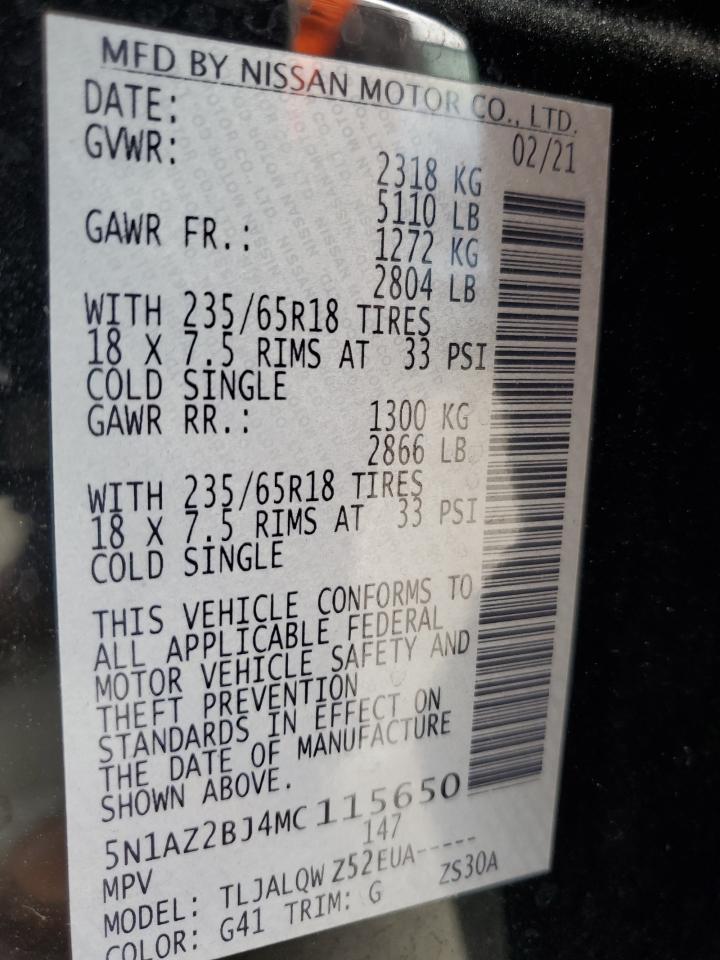 MFD BY NISSAN MOTOR CO., LTD.
DATE: 02/21
GVWR: 2318 KG
5110 LB
GAWR FR.: 1272 KG
2804 LB
WITH 235/65R18 TIRES
18 X 7.5 RIMS AT 33 PSI
COLD SINGLE
GAWR RR.: 1300 KG
2866 LB
WITH 235/65R18 TIRES
18 X 7.5 RIMS AT 33 PSI
COLD SINGLE
THIS VEHICLE CONFORMS TO
ALL APPLICABLE FEDERAL
MOTOR VEHICLE SAFETY AND
THEFT PREVENTION
STANDARDS IN EFFECT ON
THE DATE OF MANUFACTURE
SHOWN ABOVE.
5N1AZ2BJ4MC115650
MPV 147
MODEL: TLJALQW Z52EUA-----
COLOR: G41 TRIM: G ZS30A